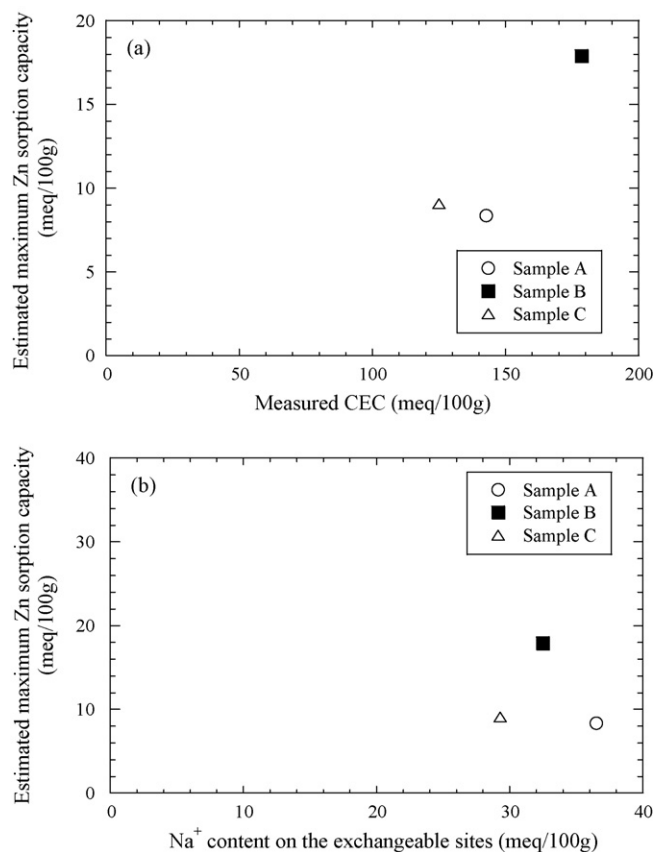 20
(a)
15
10
5
0
Estimated maximum Zn sorption capacity
(meq/100g)
Sample A
Sample B
Sample C
0 50 100 150 200
Measured CEC (meq/100g)
40
(b)
30
20
10
0
Estimated maximum Zn sorption capacity
(meq/100g)
Sample A
Sample B
Sample C
0 10 20 30 40
Na⁺ content on the exchangeable sites (meq/100g)